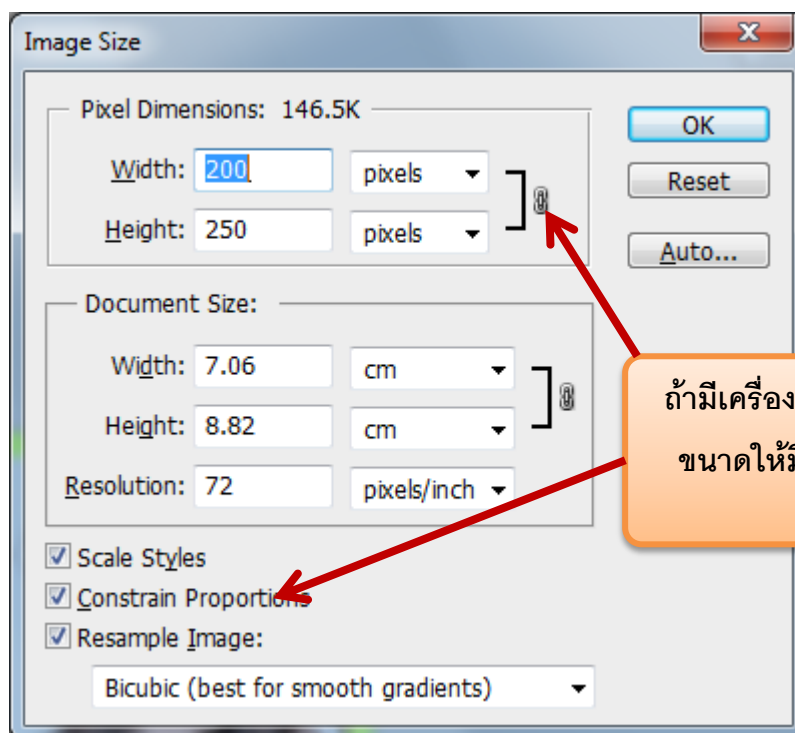 Image Size
Pixel Dimensions: 146.5K
OK
Width: 200 pixels
Reset
Height: 250 pixels
Auto...
Document Size:
Width: 7.06 cm
ถ้ามีเครื่อง
Height: 8.82 cm
ขนาดให้
Resolution: 72 pixels/inch
Scale Styles
Constrain Proportions
Resample Image:
Bicubic (best for smooth gradients)